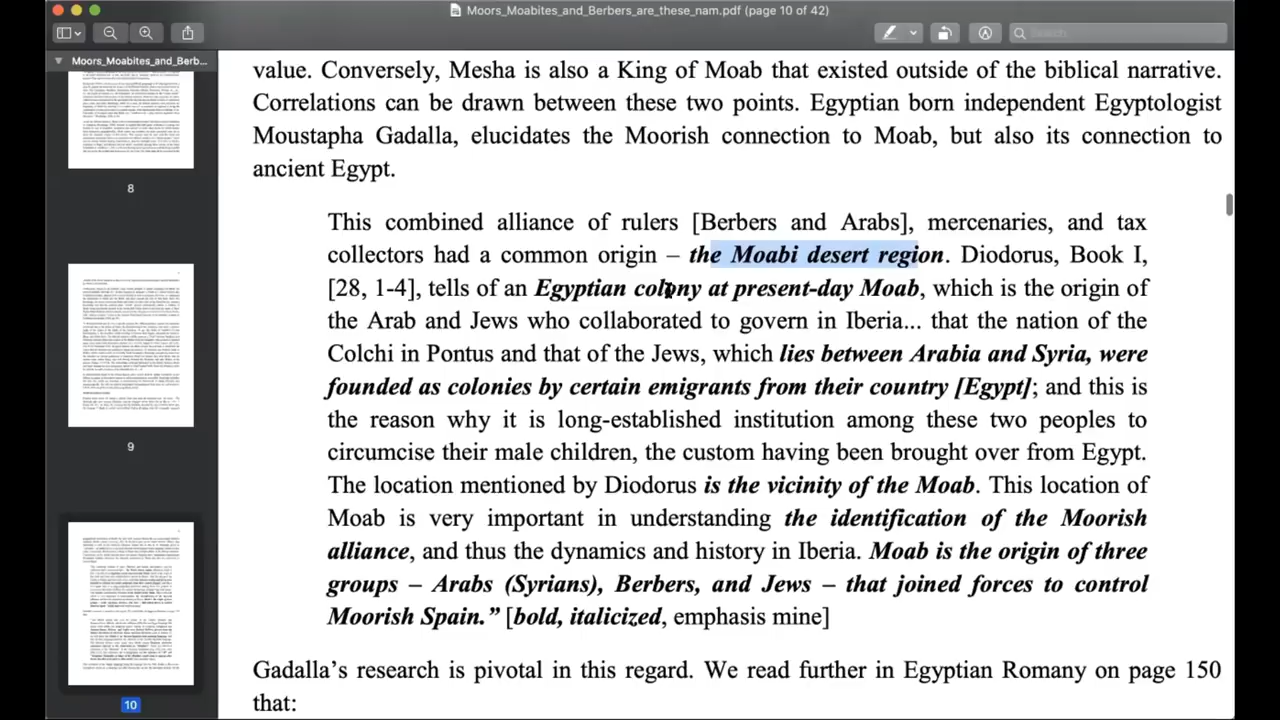 Moors_Moabites_and_Berbers_are_these_nam.pdf (page 10 of 42)
Search
Moors_Moabites_and_Berb...
value. Conversely, Mesha is also a King of Moab that existed outside of the biblical narrative.
Correlations can be drawn between these two points. Egyptian born independent Egyptologist
Moustapha Gadalla, elucidates the Moorish connection to Moab, but also its connection to
ancient Egypt.
8
This combined alliance of rulers [Berbers and Arabs], mercenaries, and tax
collectors had a common origin – the Moabi desert region. Diodorus, Book I,
[28, 1-4], tells of an Egyptian colony at present-day Moab, which is the origin of
the Arab and Jews who collaborated to govern in Iberia... that the nation of the
Colchi in Pontus and that of the Jews, which lies between Arabia and Syria, were
founded as colonies by certain emigrants from their country [Egypt]; and this is
the reason why it is long-established institution among these two peoples to
circumcise their male children, the custom having been brought over from Egypt.
9
The location mentioned by Diodorus is the vicinity of the Moab. This location of
Moab is very important in understanding the identification of the Moorish
alliance, and thus the dynamics and history in Iberia. Moab is the origin of three
– Arabs (Syrians), Berbers, and Jews that joined forces to control
Moorish Spain.” [Moorserized, emphasis mine]
Gadalla`s research is pivotal in this regard. We read further in Egyptian Romany on page 150
that:
10